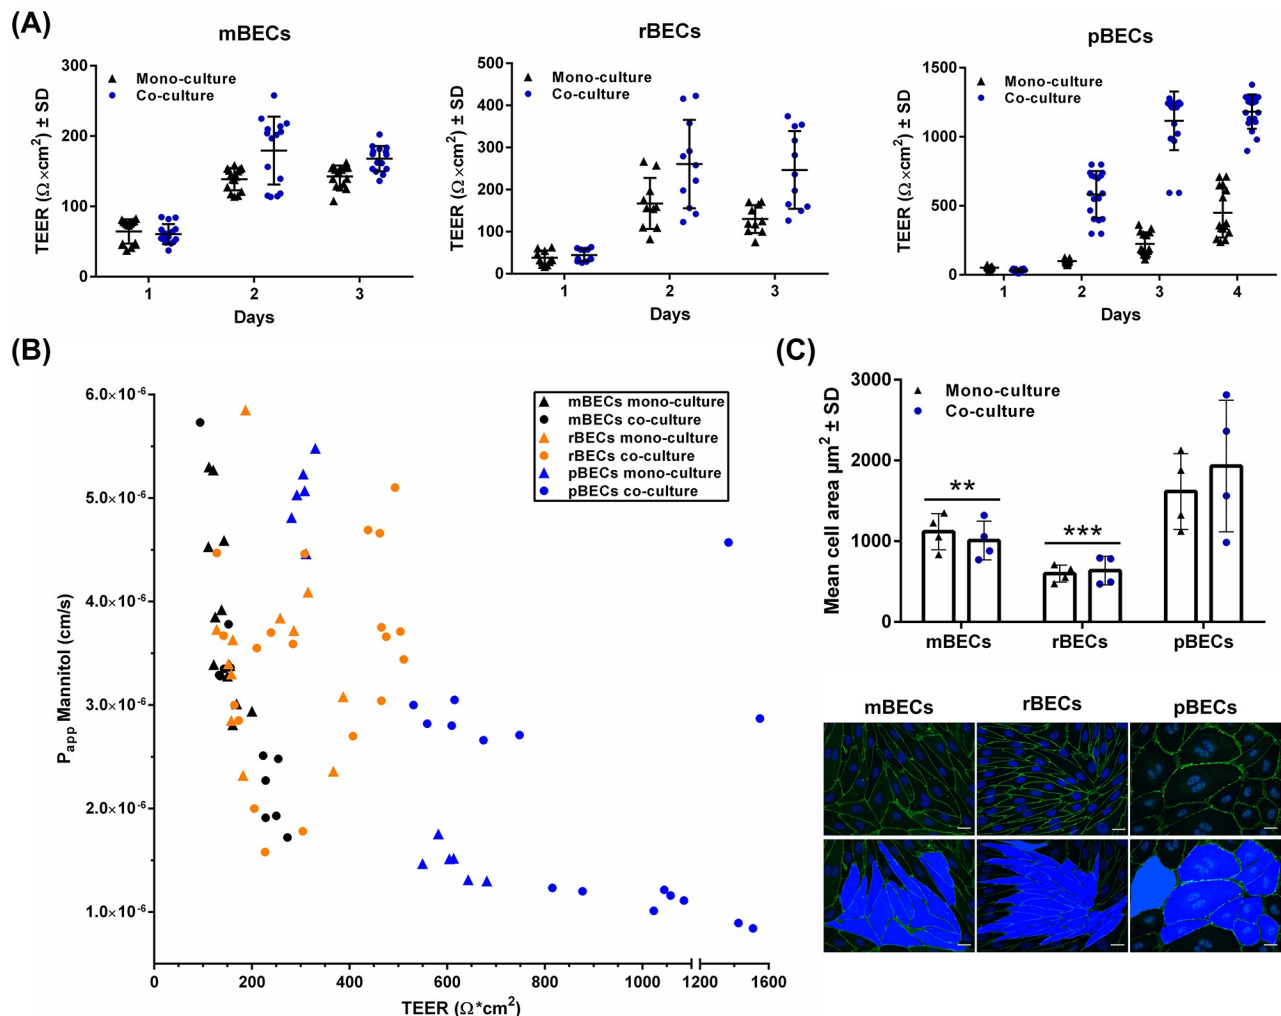 (A)
mBECs
TEER (Ω×cm2) ± SD
300
200
100
0
Mono-culture
Co-culture
1 2 3
Days
rBECs
TEER (Ω×cm2) ± SD
500
400
300
200
100
0
Mono-culture
Co-culture
1 2 3
Days
pBECs
TEER (Ω×cm2) ± SD
1500
1000
500
0
Mono-culture
Co-culture
1 2 3 4
Days
(B)
Papp Mannitol (cm/s)
6.0×10⁻⁶
5.0×10⁻⁶
4.0×10⁻⁶
3.0×10⁻⁶
2.0×10⁻⁶
1.0×10⁻⁶
mBECs mono-culture
mBECs co-culture
rBECs mono-culture
rBECs co-culture
pBECs mono-culture
pBECs co-culture
0 200 400 600 800 1000 1200 1600
TEER (Ω*cm²)
(C)
Mean cell area µm² ± SD
3000
2000
1000
0
Mono-culture
Co-culture
**
***
mBECs rBECs pBECs
mBECs rBECs pBECs